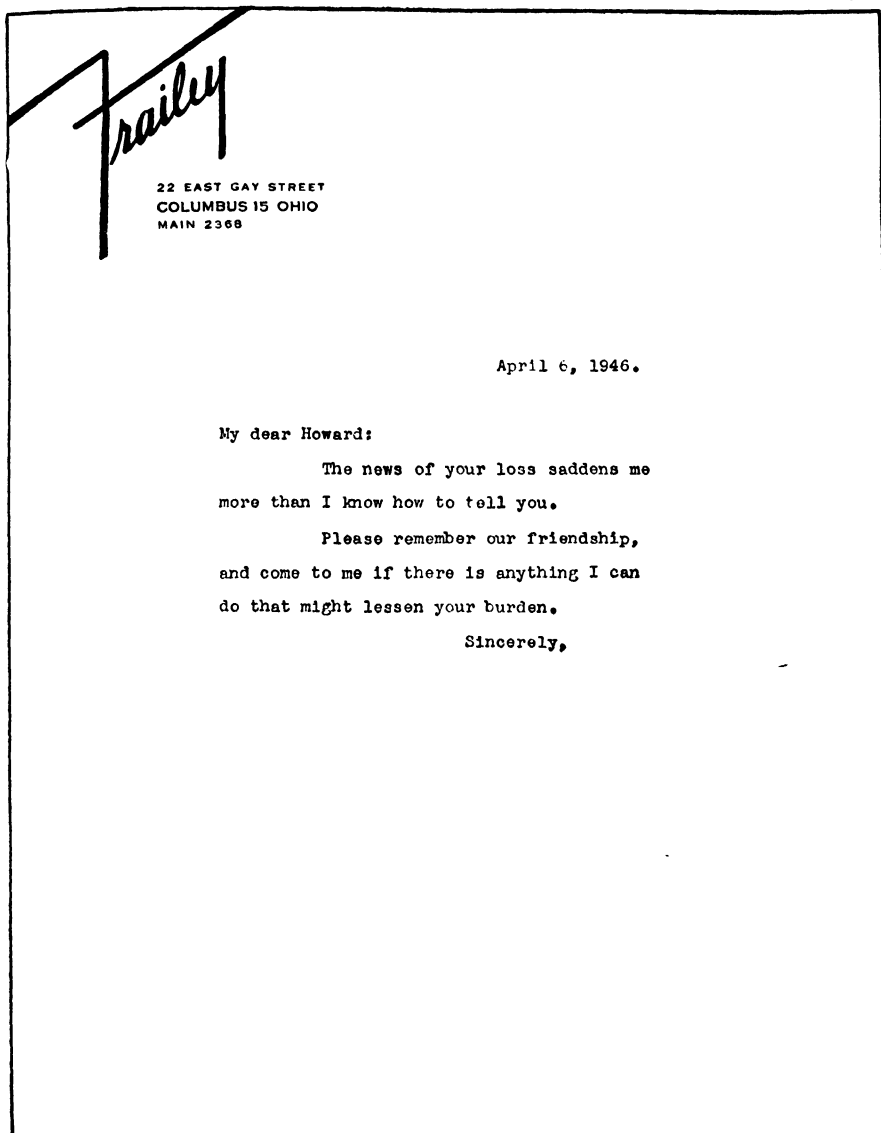 Frailey
22 EAST GAY STREET
COLUMBUS 15 OHIO
MAIN 2368
April 6, 1946.
My dear Howard:
The news of your loss saddens me
more than I know how to tell you.
Please remember our friendship,
and come to me if there is anything I can
do that might lessen your burden.
Sincerely,